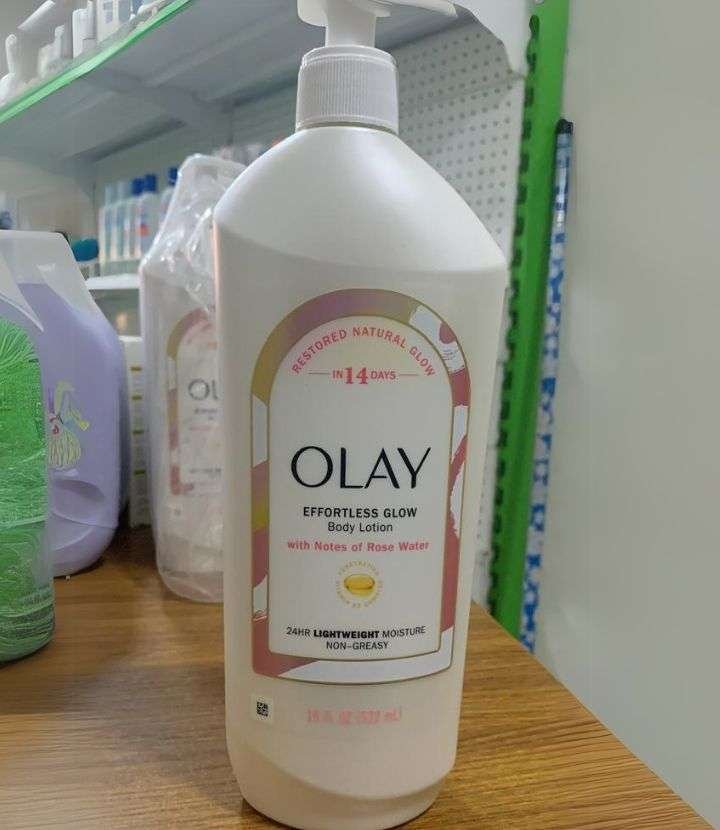 RESTORED NATURAL GLOW
IN 14 DAYS
OLAY
EFFORTLESS GLOW
Body Lotion
with Notes of Rose Water
24HR LIGHTWEIGHT MOISTURE
NON-GREASY
OL